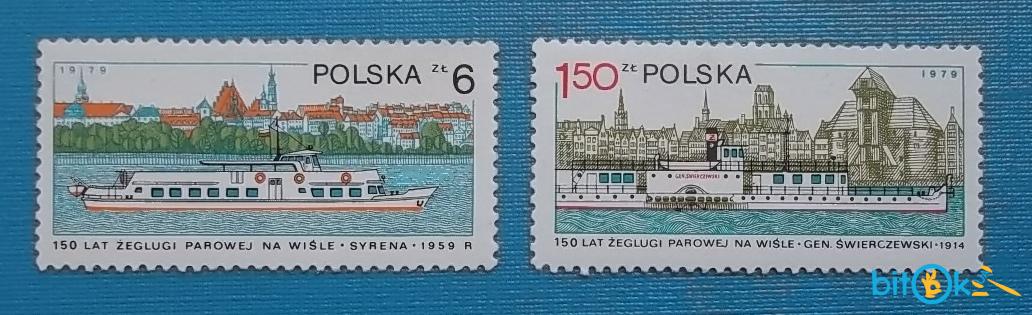 1979
POLSKA ZŁ 6
150 LAT ŻEGLUGI PAROWEJ NA WIŚLE • SYRENA • 1959 R
1.50 ZŁ POLSKA
1979
GEN. ŚWIERCZEWSKI
150 LAT ŻEGLUGI PAROWEJ NA WIŚLE • GEN. ŚWIERCZEWSKI • 1914
bitok